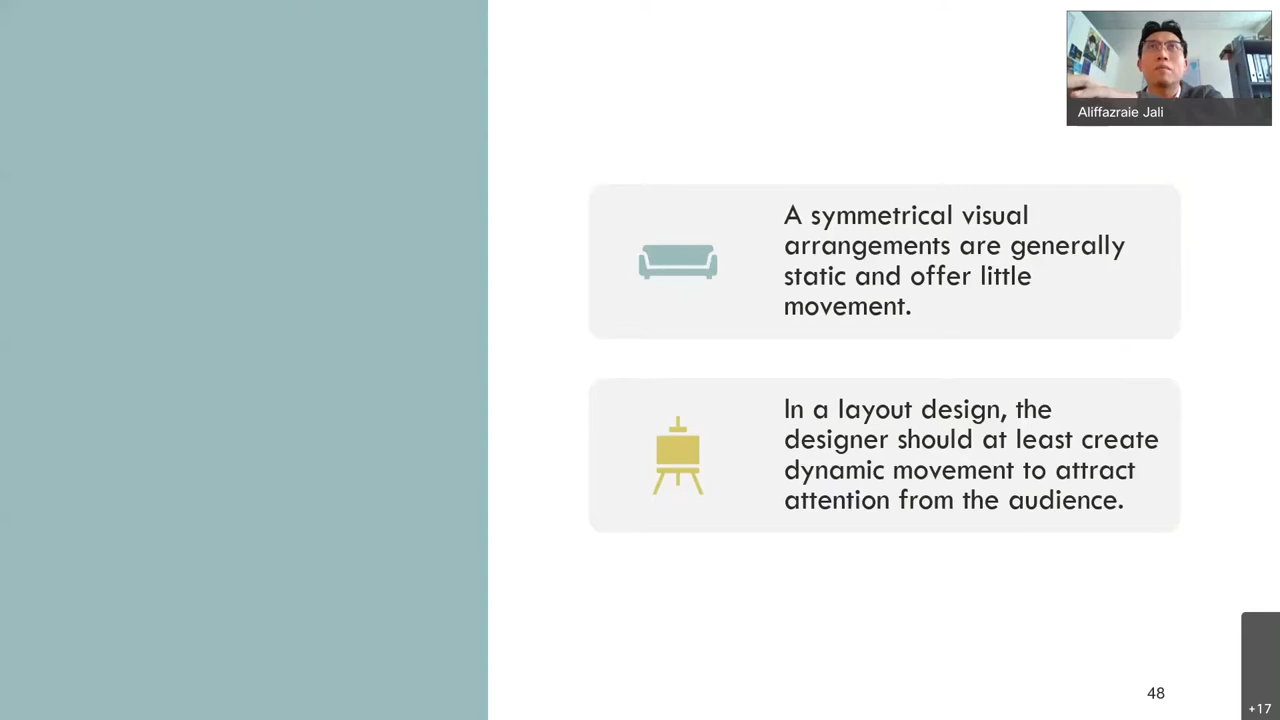 Aliffazraie Jali
A symmetrical visual
arrangements are generally
static and offer little
movement.
In a layout design, the
designer should at least create
dynamic movement to attract
attention from the audience.
48
+17